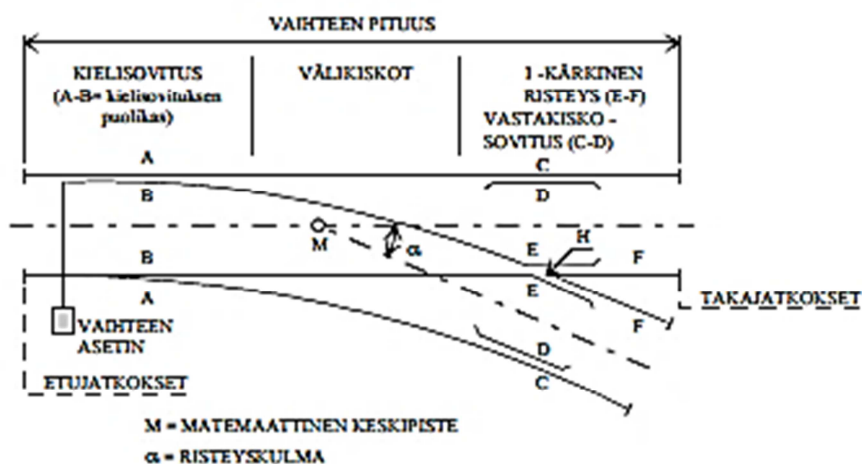 VAIHTEEN PITUUS
KIELISOVITUS
(A-B= kielisovituksen
puolikas)
VÄLIKISKOT
1 -KÄRKINEN
RISTEYS (E-F)
VASTAKISKO -
SOVITUS (C-D)
A
C
B
D
M
α
E
H
F
B
E
A
F
TAKAJATKOKSET
VAIHTEEN
ASETIN
D
C
ETUJATKOKSET
M = MATEMAATTINEN KESKIPISTE
α = RISTEYSKULMA